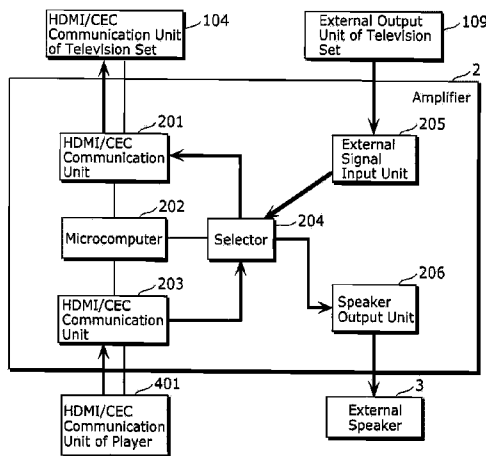 HDMI/CEC
Communication Unit
of Television Set
104
External Output
Unit of Television
Set
109
2
Amplifier
201
HDMI/CEC
Communication
Unit
205
External
Signal
Input Unit
202
Microcomputer
204
Selector
203
HDMI/CEC
Communication
Unit
206
Speaker
Output Unit
401
HDMI/CEC
Communication
Unit of Player
3
External
Speaker